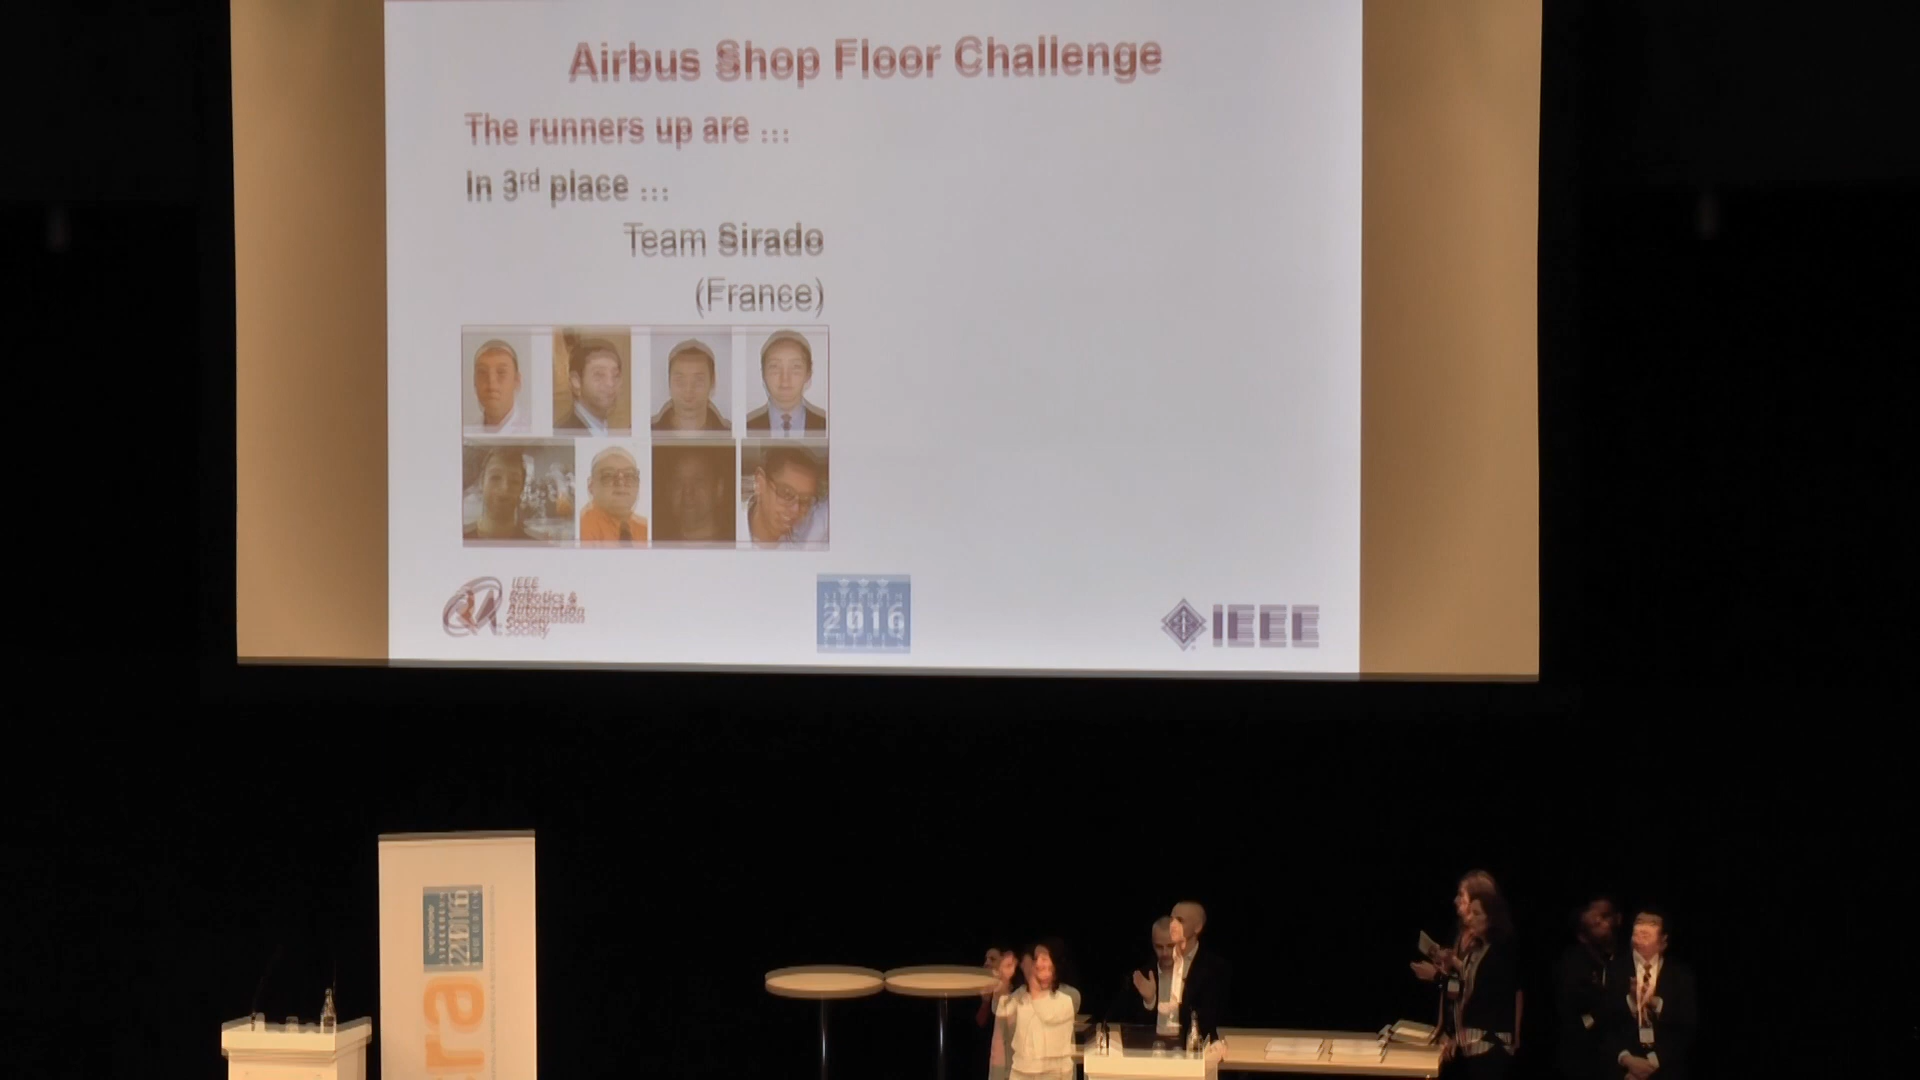 Airbus Shop Floor Challenge
The runners up are ...
In 3rd place ...
Team Sirado
(France)
IEEE
Robotics &
Automation
Society
2016
IEEE
ra